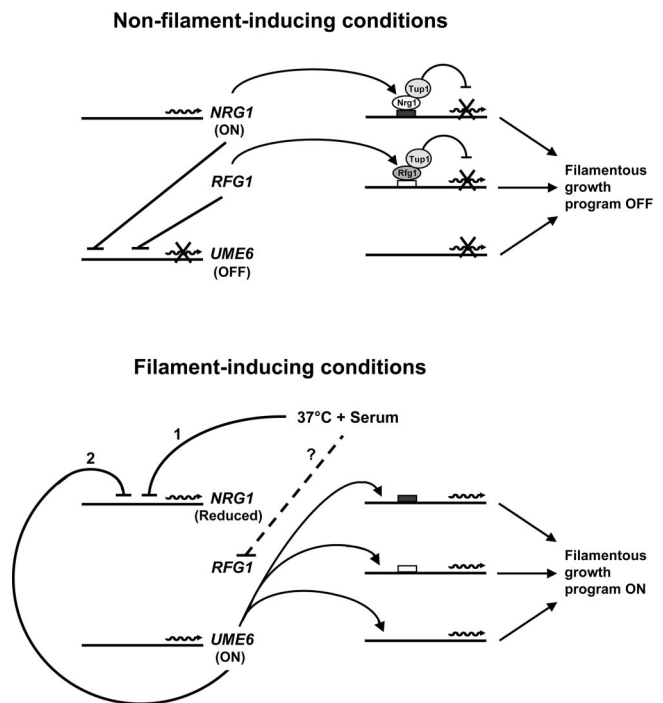 Non-filament-inducing conditions
Tup1
Nrg1
NRG1
(ON)
Tup1
Rfg1
RFG1
Filamentous
growth
program OFF
UME6
(OFF)
Filament-inducing conditions
37°C + Serum
1
2
?
NRG1
(Reduced)
RFG1
Filamentous
growth
program ON
UME6
(ON)